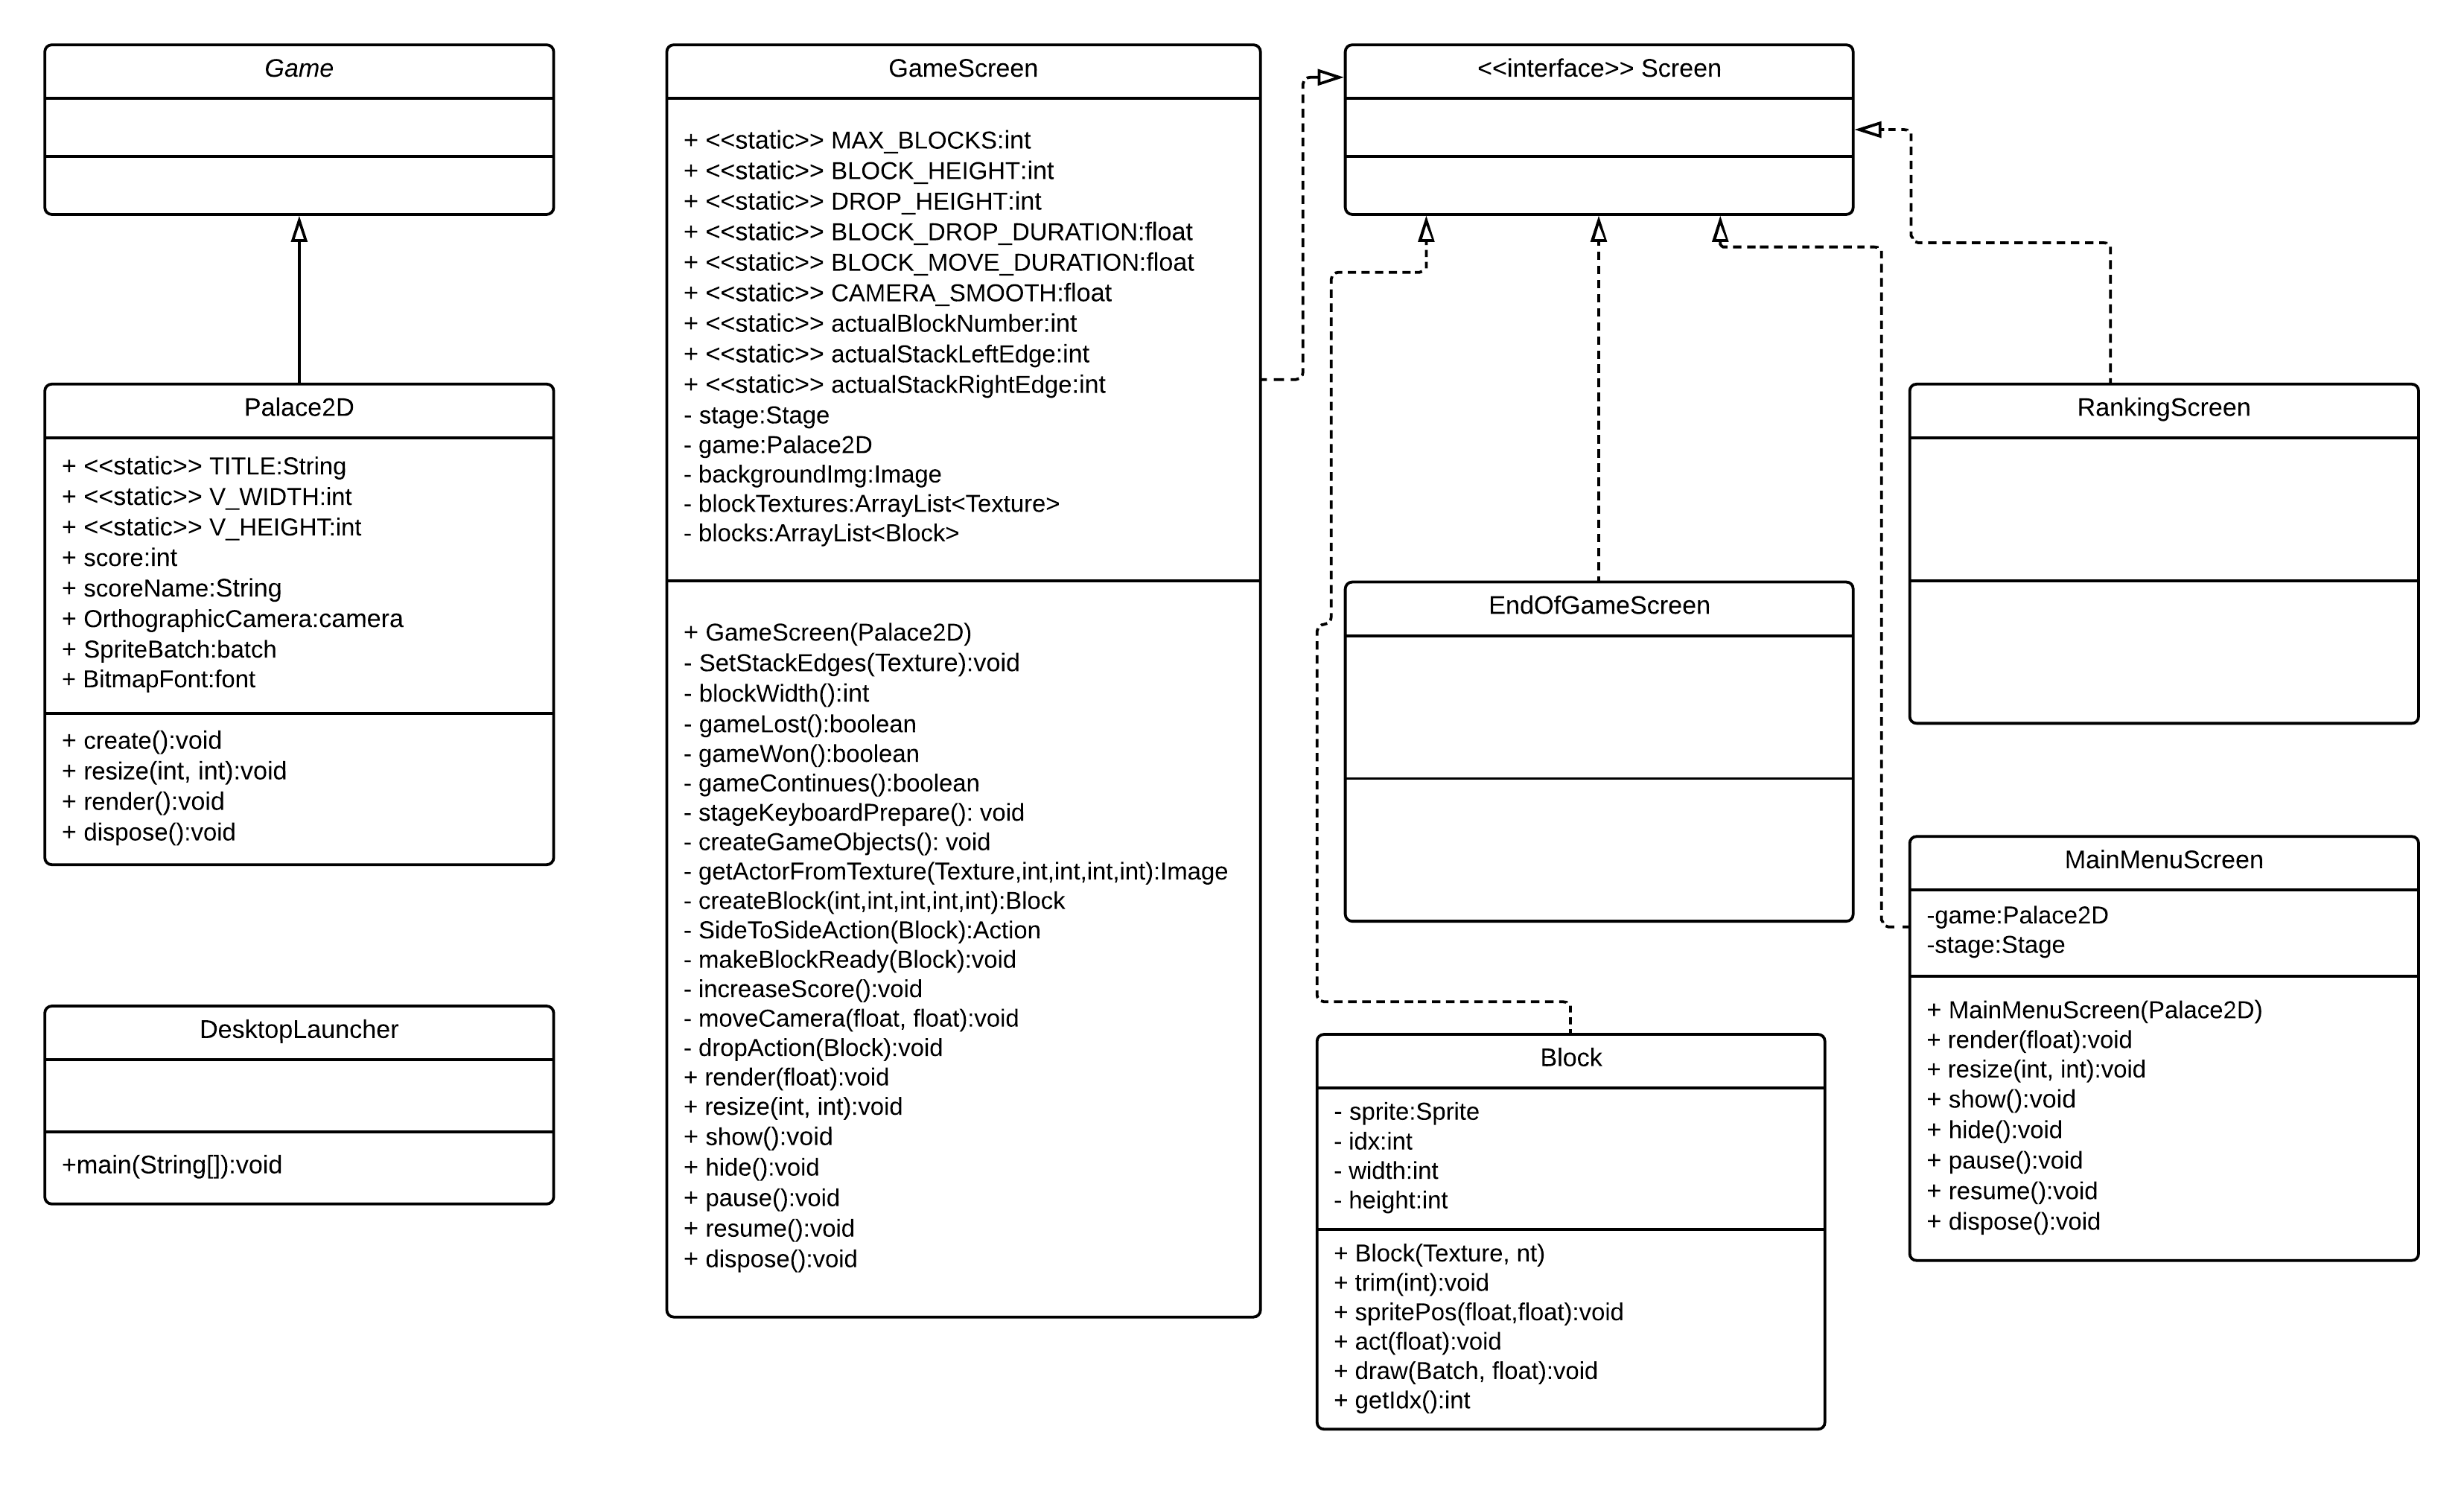 Game
Palace2D
+ <<static>> TITLE:String
+ <<static>> V_WIDTH:int
+ <<static>> V_HEIGHT:int
+ score:int
+ scoreName:String
+ OrthographicCamera:camera
+ SpriteBatch:batch
+ BitmapFont:font
+ create():void
+ resize(int, int):void
+ render():void
+ dispose():void
DesktopLauncher
+main(String[]):void
GameScreen
+ <<static>> MAX_BLOCKS:int
+ <<static>> BLOCK_HEIGHT:int
+ <<static>> DROP_HEIGHT:int
+ <<static>> BLOCK_DROP_DURATION:float
+ <<static>> BLOCK_MOVE_DURATION:float
+ <<static>> CAMERA_SMOOTH:float
+ <<static>> actualBlockNumber:int
+ <<static>> actualStackLeftEdge:int
+ <<static>> actualStackRightEdge:int
- stage:Stage
- game:Palace2D
- backgroundImg:Image
- blockTextures:ArrayList<Texture>
- blocks:ArrayList<Block>
+ GameScreen(Palace2D)
- SetStackEdges(Texture):void
- blockWidth():int
- gameLost():boolean
- gameWon():boolean
- gameContinues():boolean
- stageKeyboardPrepare(): void
- createGameObjects(): void
- getActorFromTexture(Texture,int,int,int,int):Image
- createBlock(int,int,int,int,int):Block
- SideToSideAction(Block):Action
- makeBlockReady(Block):void
- increaseScore():void
- moveCamera(float, float):void
- dropAction(Block):void
+ render(float):void
+ resize(int, int):void
+ show():void
+ hide():void
+ pause():void
+ resume():void
+ dispose():void
<<interface>> Screen
EndOfGameScreen
Block
- sprite:Sprite
- idx:int
- width:int
- height:int
+ Block(Texture, nt)
+ trim(int):void
+ spritePos(float,float):void
+ act(float):void
+ draw(Batch, float):void
+ getIdx():int
RankingScreen
MainMenuScreen
-game:Palace2D
-stage:Stage
+ MainMenuScreen(Palace2D)
+ render(float):void
+ resize(int, int):void
+ show():void
+ hide():void
+ pause():void
+ resume():void
+ dispose():void